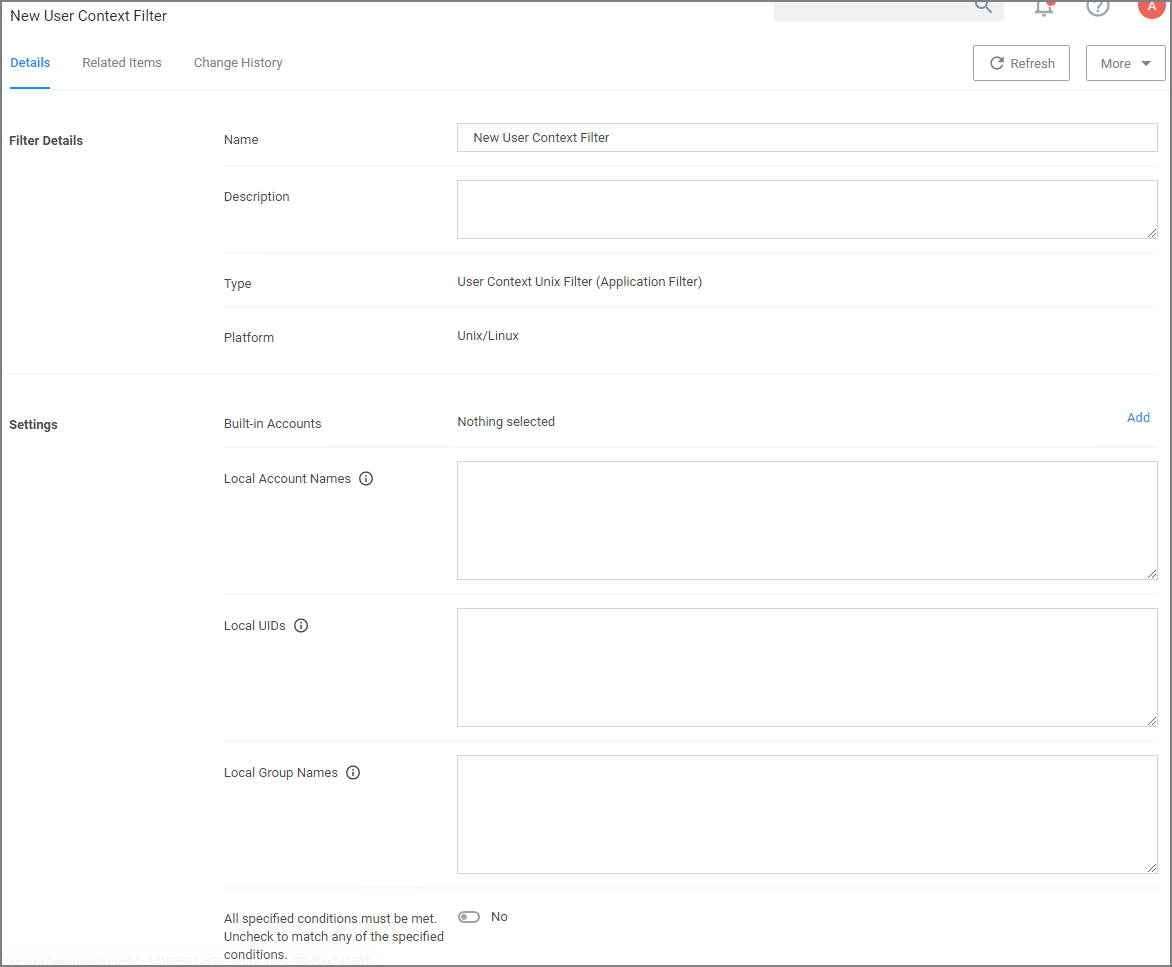 New User Context Filter
A
Details
Related Items
Change History
Refresh
More
Filter Details
Name
New User Context Filter
Description
Type
User Context Unix Filter (Application Filter)
Platform
Unix/Linux
Settings
Built-in Accounts
Nothing selected
Add
Local Account Names
Local UIDs
Local Group Names
All specified conditions must be met.
Uncheck to match any of the specified
conditions.
No